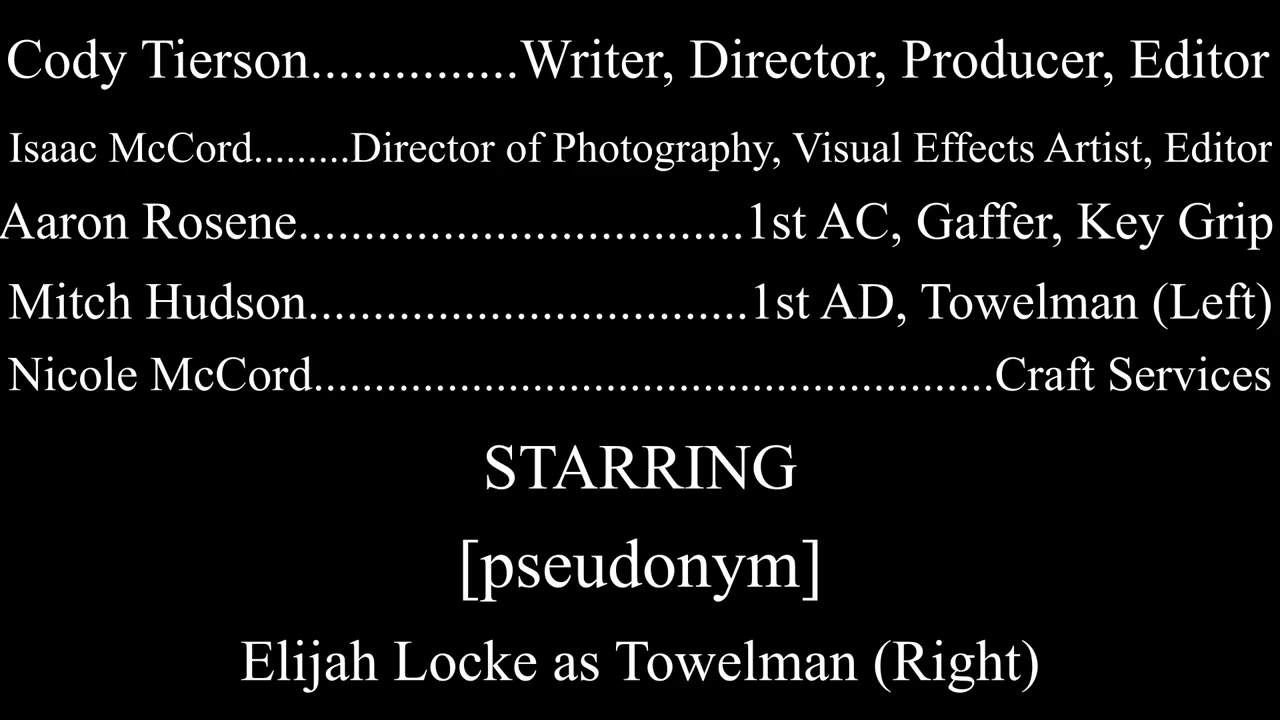 Cody Tierson...............Writer, Director, Producer, Editor
Isaac McCord.........Director of Photography, Visual Effects Artist, Editor
Aaron Rosene..................................1st AC, Gaffer, Key Grip
Mitch Hudson..................................1st AD, Towelman (Left)
Nicole McCord.............................................Craft Services
STARRING
[pseudonym]
Elijah Locke as Towelman (Right)